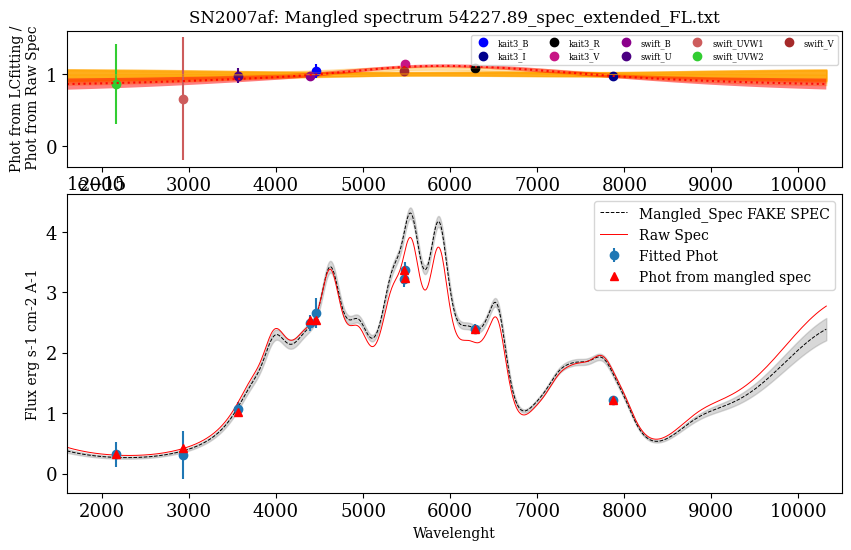 SN2007af: Mangled spectrum 54227.89_spec_extended_FL.txt
Phot from LCfitting /
Phot from Raw Spec
1
0
kait3_B kait3_R swift_B swift_UVW1 swift_V
kait3_I kait3_V swift_U swift_UVW2
2000 3000 4000 5000 6000 7000 8000 9000 10000
1e−15
Flux erg s-1 cm-2 A-1
4
3
2
1
0
Mangled_Spec FAKE SPEC
Raw Spec
Fitted Phot
Phot from mangled spec
2000 3000 4000 5000 6000 7000 8000 9000 10000
Wavelenght